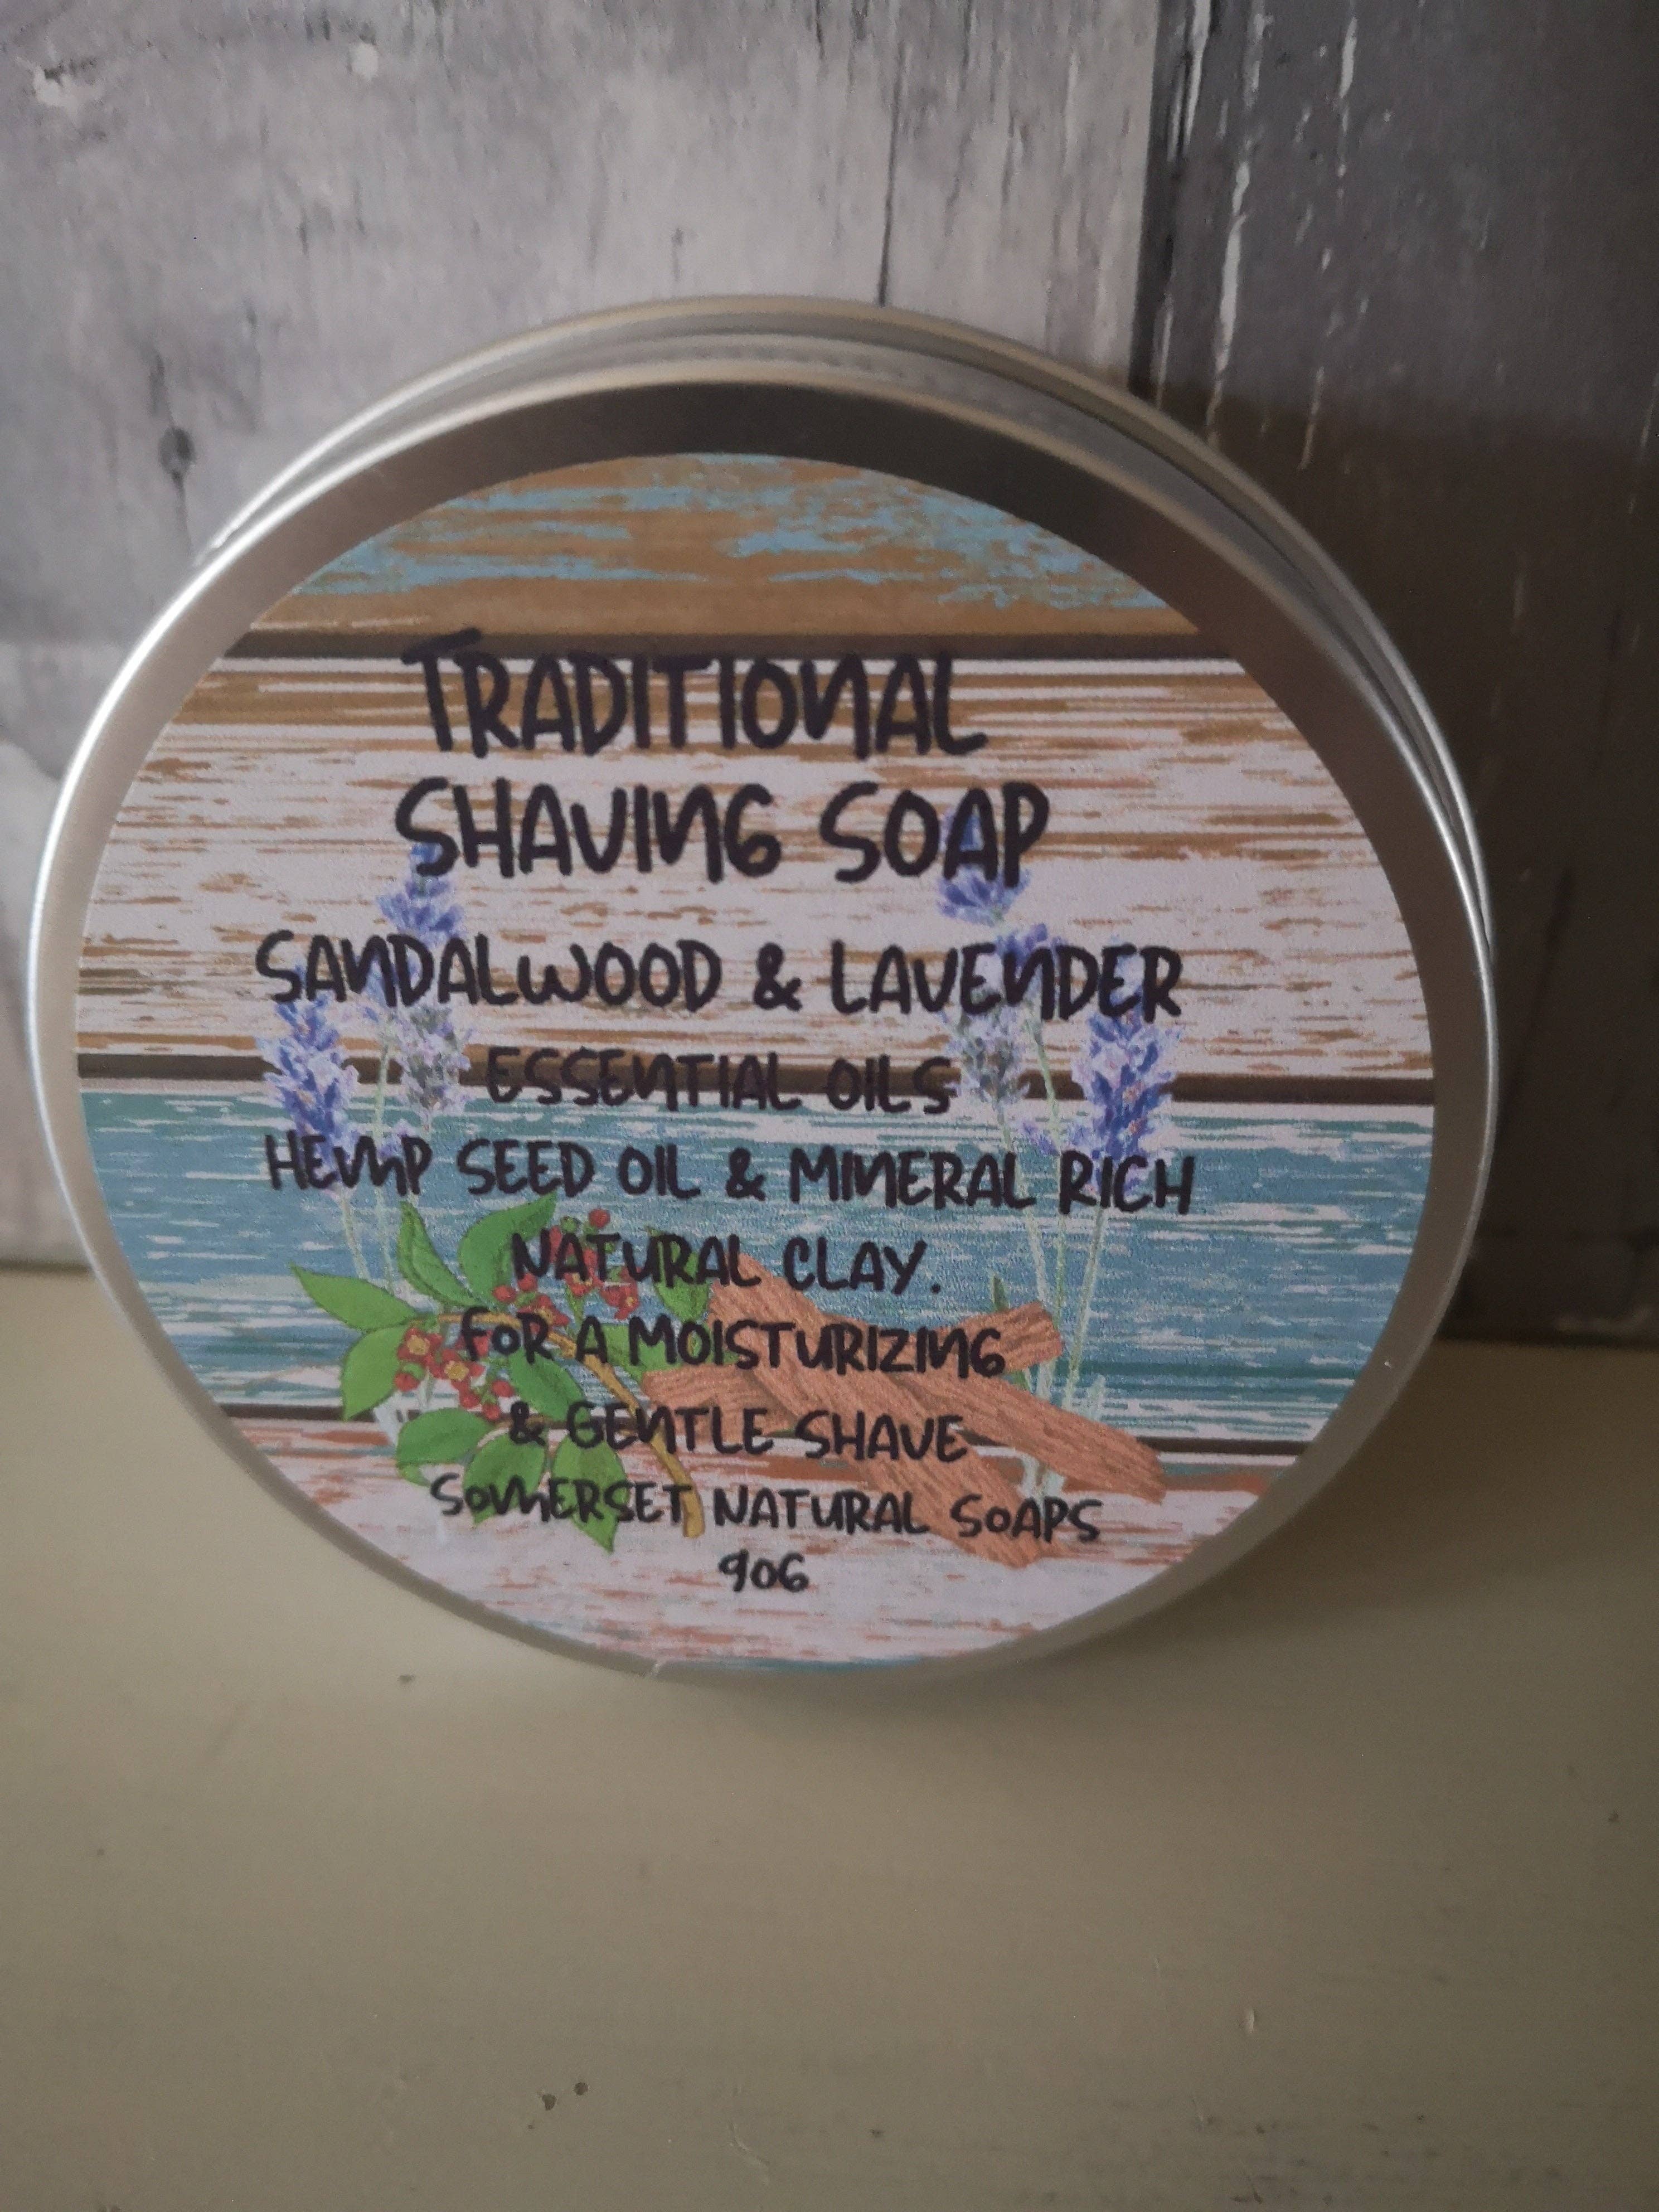 TRADITIONAL
SHAVING SOAP
SANDALWOOD & LAVENDER
ESSENTIAL OILS
HEMP SEED OIL & MINERAL RICH
NATURAL CLAY.
FOR A MOISTURIZING
& GENTLE SHAVE
SOMERSET NATURAL SOAPS
90G